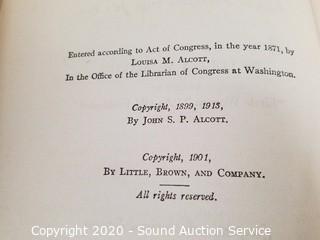 Entered according to Act of Congress, in the year 1871, by
Louisa M. Alcott,
In the Office of the Librarian of Congress at Washington.
Copyright, 1899, 1913,
By John S. P. Alcott.
Copyright, 1901,
By Little, Brown, and Company.
All rights reserved.
Copyright 2020 - Sound Auction Service